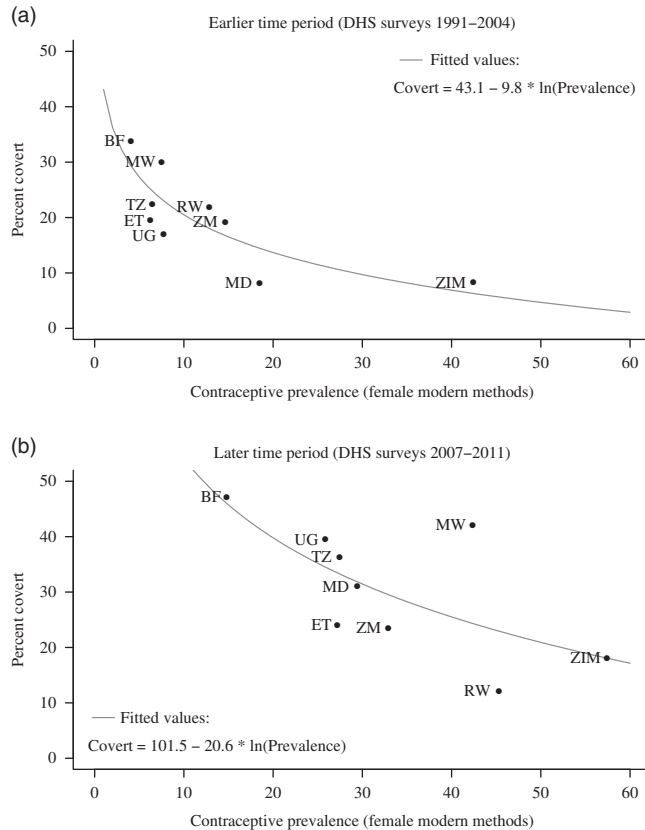 (a)
Earlier time period (DHS surveys 1991–2004)
50
40
30
20
10
0
Percent covert
Fitted values:
Covert = 43.1 – 9.8 * ln(Prevalence)
BF
MW
TZ
RW
ET
ZM
UG
MD
ZIM
0 10 20 30 40 50 60
Contraceptive prevalence (female modern methods)
(b)
Later time period (DHS surveys 2007–2011)
50
40
30
20
10
0
Percent covert
BF
MW
UG
TZ
MD
ET
ZM
ZIM
RW
Fitted values:
Covert = 101.5 – 20.6 * ln(Prevalence)
0 10 20 30 40 50 60
Contraceptive prevalence (female modern methods)